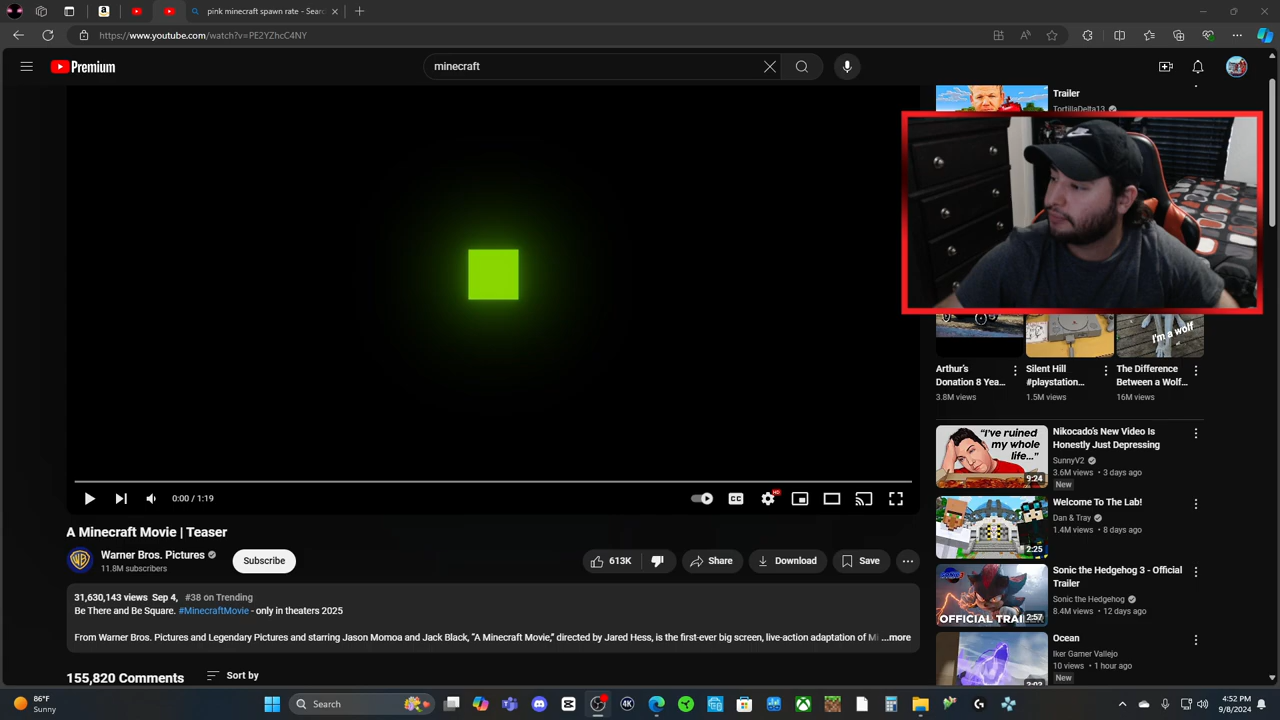 pink minecraft spawn rate - Sear
https://www.youtube.com/watch?v=PE2YZhcC4NY
Premium
minecraft
Trailer
TortillaDelta13
I'm a wolf
Arthur's
Donation 8 Yea...
3.8M views
Silent Hill
#playstation...
1.5M views
The Difference
Between a Wolf...
16M views
"I've ruined
my whole
life..."
9:24
Nikocado's New Video Is
Honestly Just Depressing
SunnyV2
3.6M views • 3 days ago
New
2:25
Welcome To The Lab!
Dan & Tray
1.4M views • 8 days ago
OFFICIAL TRAI
2:57
Sonic the Hedgehog 3 - Official
Trailer
Sonic the Hedgehog
8.4M views • 12 days ago
Ocean
Iker Gamer Vallejo
10 views • 1 hour ago
New
0:00 / 1:19
CC
HD
A Minecraft Movie | Teaser
Warner Bros. Pictures
11.8M subscribers
Subscribe
613K
Share
Download
Save
31,630,143 views Sep 4, #38 on Trending
Be There and Be Square. #MinecraftMovie - only in theaters 2025
From Warner Bros. Pictures and Legendary Pictures and starring Jason Momoa and Jack Black, "A Minecraft Movie," directed by Jared Hess, is the first-ever big screen, live-action adaptation of Mi ...more
155,820 Comments
Sort by
86°F
Sunny
Search
4:52 PM
9/8/2024